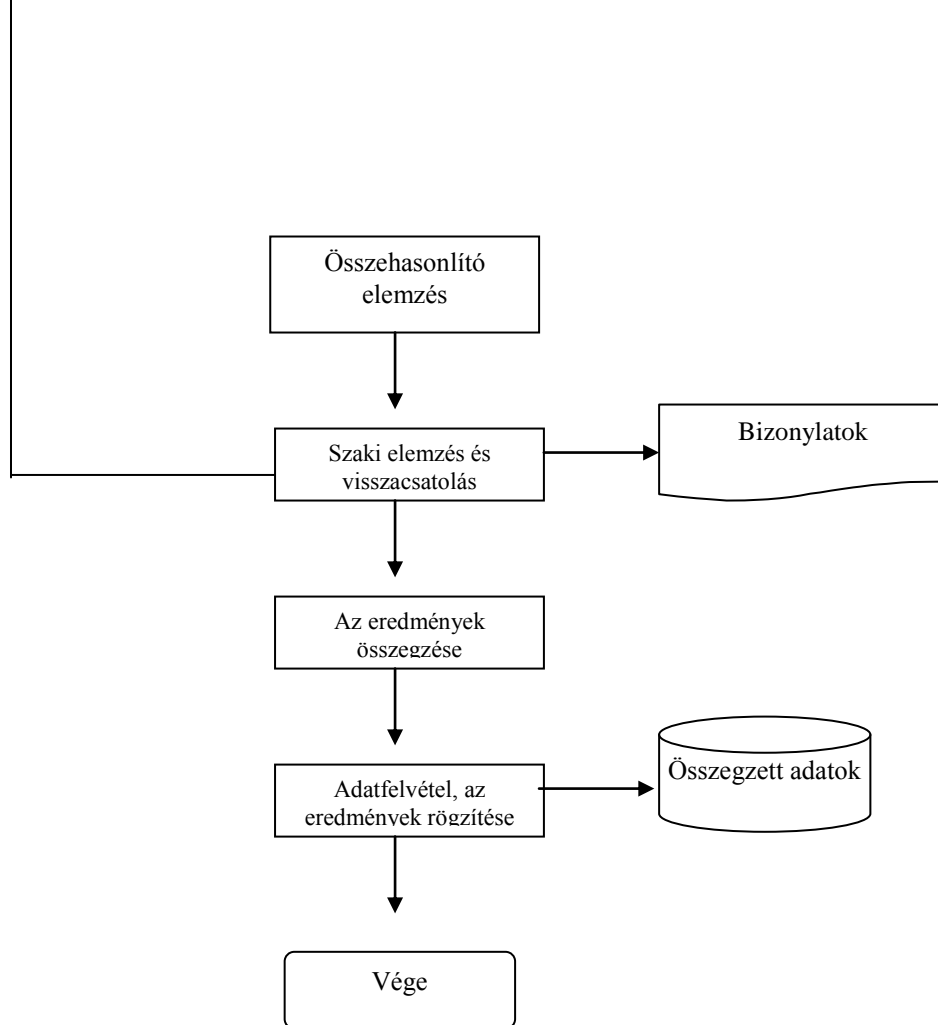 Összehasonlító
elemzés
Szaki elemzés és
visszacsatolás
Bizonylatok
Az eredmények
összegzése
Adatfelvétel, az
eredmények rögzítése
Összegzett adatok
Vége